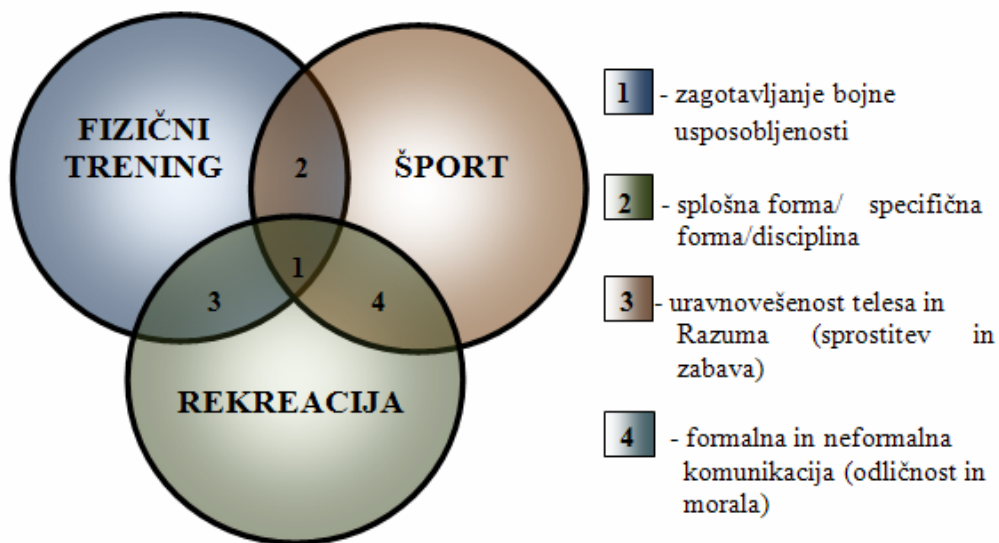 FIZIČNI
TRENING
ŠPORT
2
1
3
4
REKREACIJA
1 - zagotavljanje bojne
usposobljenosti
2 - splošna forma/ specifična
forma/disciplina
3 - uravnovešenost telesa in
Razuma (sprostitev in
zabava)
4 - formalna in neformalna
komunikacija (odličnost in
morala)